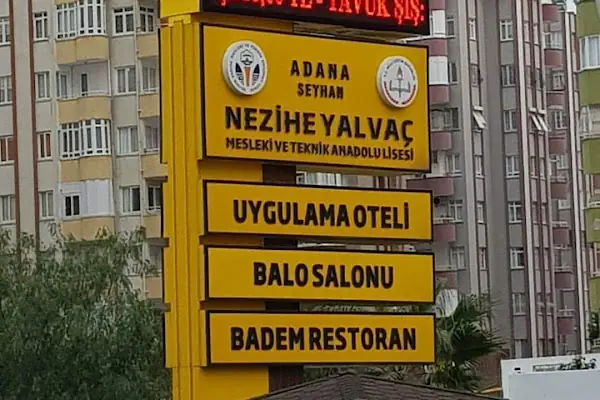 TL - TAVUK ŞİŞ:
ADANA
SEYHAN
NEZİHE YALVAÇ
MESLEKİ VE TEKNİK ANADOLU LİSESİ
UYGULAMA OTELİ
BALO SALONU
BADEM RESTORAN